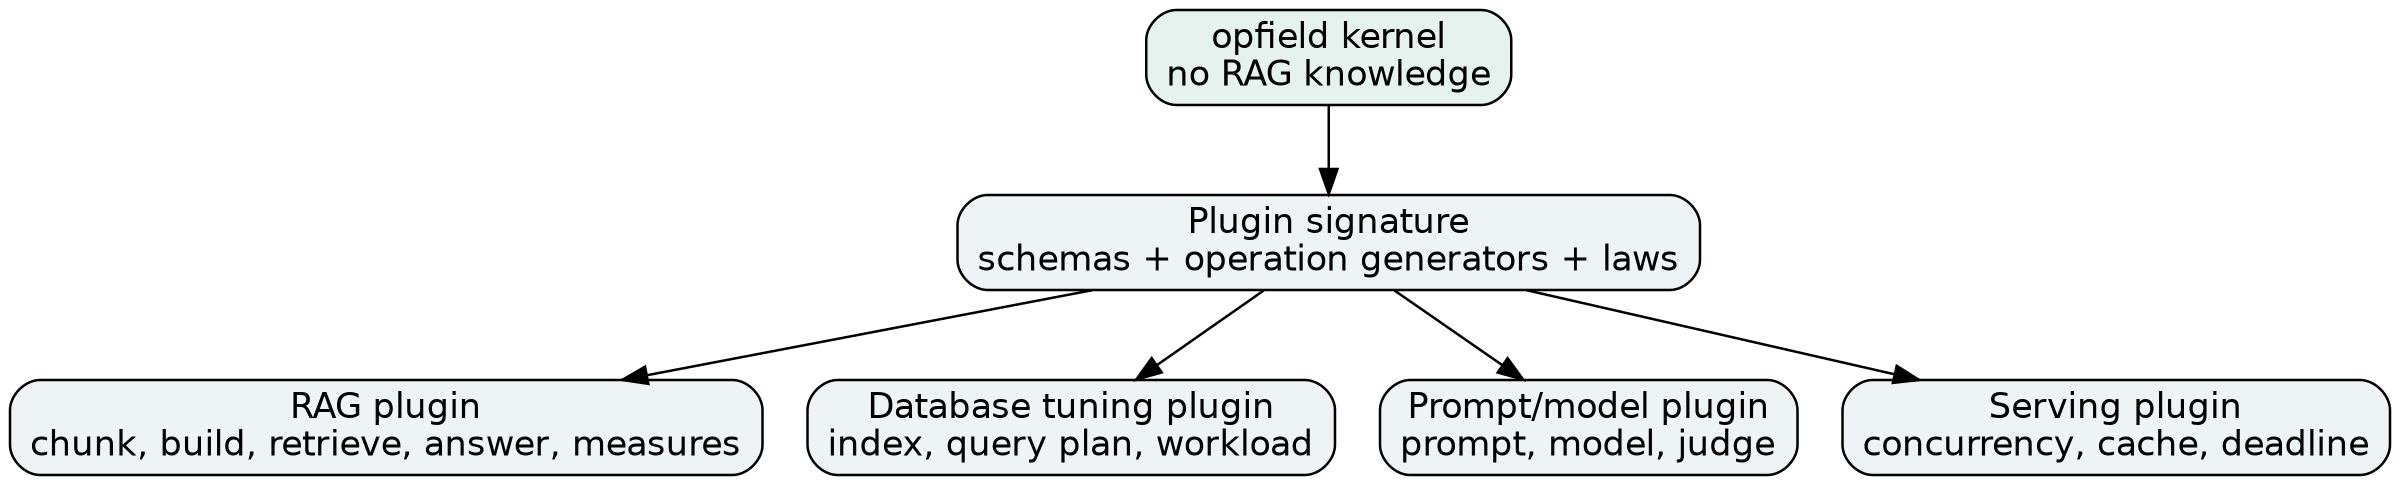 opfield kernel
no RAG knowledge
Plugin signature
schemas + operation generators + laws
RAG plugin
chunk, build, retrieve, answer, measures
Database tuning plugin
index, query plan, workload
Prompt/model plugin
prompt, model, judge
Serving plugin
concurrency, cache, deadline